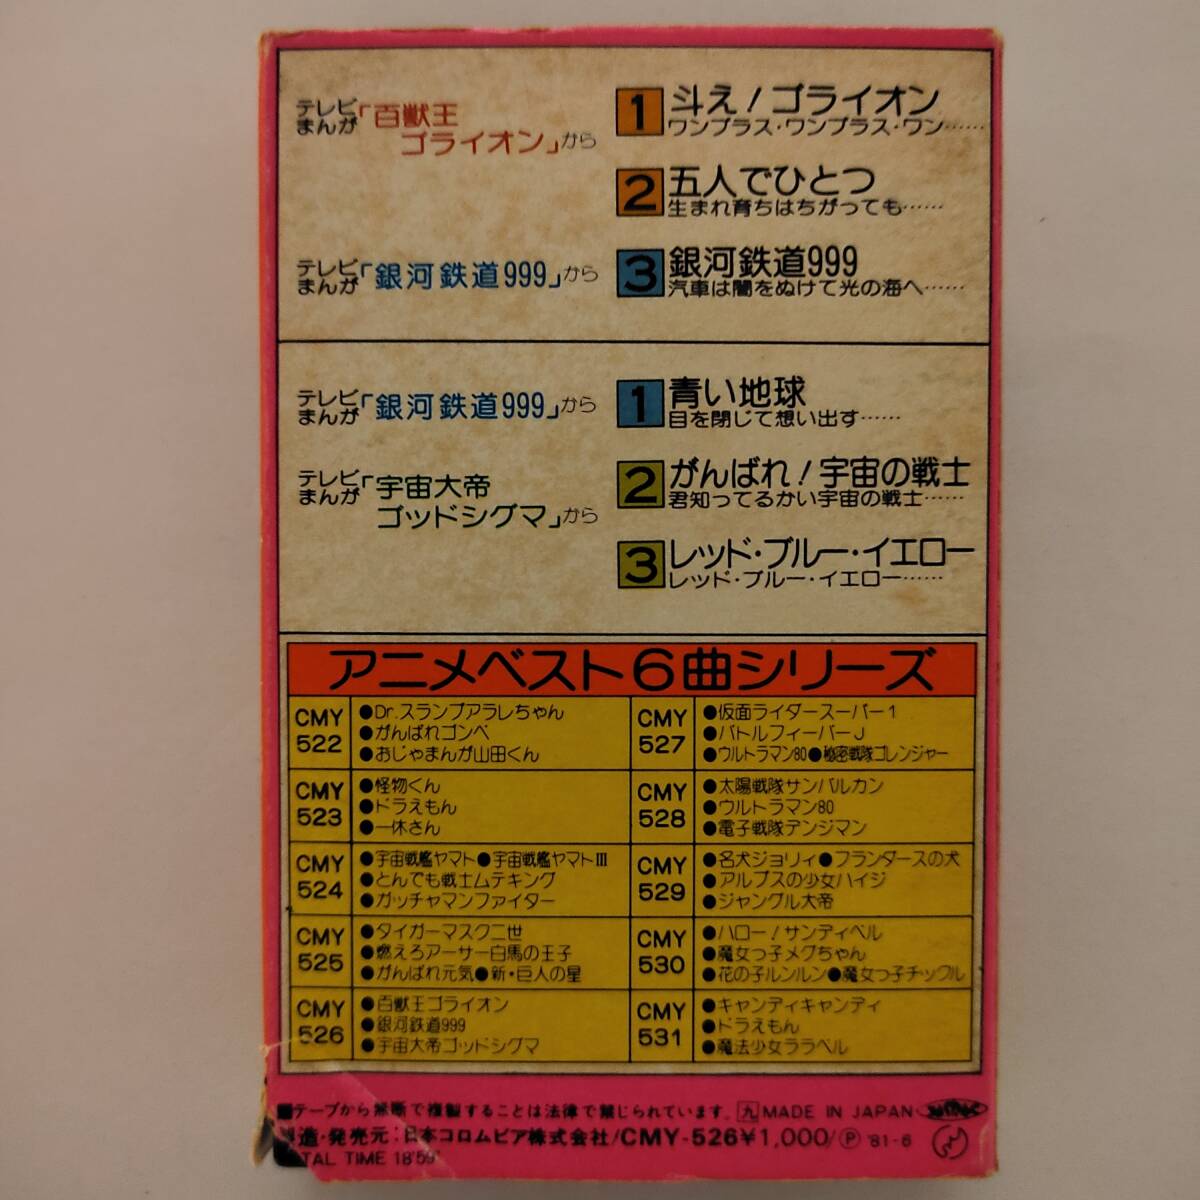 テレビまんが「百獣王
ゴライオン」から
1 斗え!ゴライオン
ワンプラス・ワンプラス・ワン……
2 五人でひとつ
生まれ育ちはちがっても……
テレビまんが「銀河鉄道999」から
3 銀河鉄道999
汽車は闇をぬけて光の海へ……
テレビまんが「銀河鉄道999」から
1 青い地球
目を閉じて想い出す……
テレビまんが「宇宙大帝
ゴッドシグマ」から
2 がんばれ!宇宙の戦士
君知ってるかい宇宙の戦士……
3 レッド・ブルー・イエロー
レッド・ブルー・イエロー……
アニメベスト6曲シリーズ
CMY 522
●Dr.スランプアラレちゃん
●がんばれゴンベ
●おじゃまんが山田くん
CMY 523
●怪物くん
●ドラえもん
●一休さん
CMY 524
●宇宙戦艦ヤマト●宇宙戦艦ヤマトIII
●とんでも戦士ムテキング
●ガッチャマンファイター
CMY 525
●タイガーマスク二世
●燃えろアーサー白馬の王子
●がんばれ元気●新・巨人の星
CMY 526
●百獣王ゴライオン
●銀河鉄道999
●宇宙大帝ゴッドシグマ
CMY 527
●仮面ライダースーパー1
●バトルフィーバーJ
●ウルトラマン80●秘密戦隊ゴレンジャー
CMY 528
●太陽戦隊サンバルカン
●ウルトラマン80
●電子戦隊デンジマン
CMY 529
●名犬ジョリィ●フランダースの犬
●アルプスの少女ハイジ
●ジャングル大帝
CMY 530
●ハロー!サンディベル
●魔女っ子メグちゃん
●花の子ルンルン●魔女っ子チックル
CMY 531
●キャンディキャンディ
●ドラえもん
●魔法少女ララベル
■テープから無断で複製することは法律で禁じられています。 九 MADE IN JAPAN
造・発売元:日本コロムビア株式会社/CMY-526¥1,000/Ⓟ '81-6
TAL TIME 18'59"